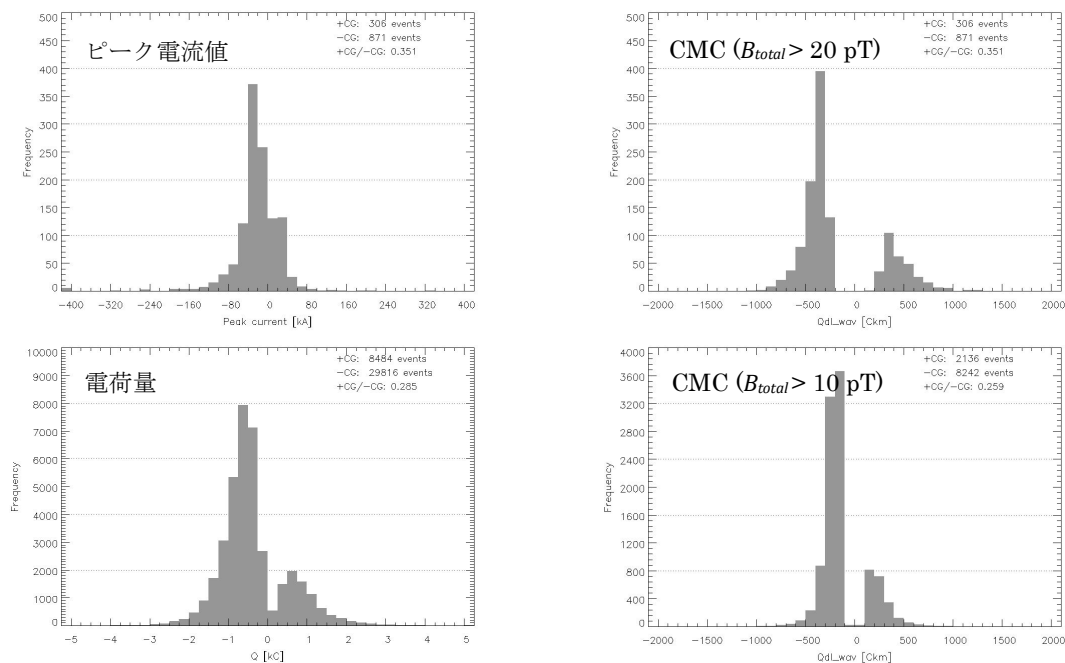 ピーク電流値
+CG: 306 events
-CG: 871 events
+CG/-CG: 0.351
Frequency
500
450
400
350
300
250
200
150
100
50
0
-400 -320 -240 -160 -80 0 80 160 240 320 400
Peak current [kA]
CMC (Btotal > 20 pT)
+CG: 306 events
-CG: 871 events
+CG/-CG: 0.351
Frequency
500
450
400
350
300
250
200
150
100
50
0
-2000 -1500 -1000 -500 0 500 1000 1500 2000
Qdl_wav [Ckm]
電荷量
+CG: 8484 events
-CG: 29816 events
+CG/-CG: 0.285
Frequency
10000
9000
8000
7000
6000
5000
4000
3000
2000
1000
0
-5 -4 -3 -2 -1 0 1 2 3 4 5
Q [kC]
CMC (Btotal > 10 pT)
+CG: 2136 events
-CG: 8242 events
+CG/-CG: 0.259
Frequency
4000
3600
3200
2800
2400
2000
1600
1200
800
400
0
-2000 -1500 -1000 -500 0 500 1000 1500 2000
Qdl_wav [Ckm]